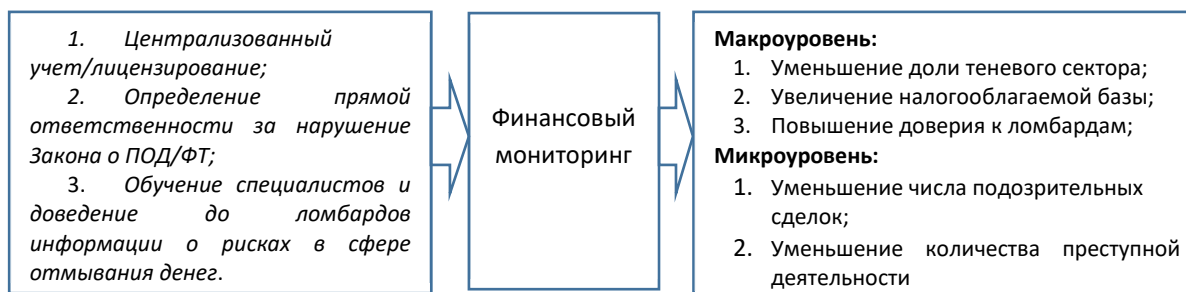 1. Централизованный
учет/лицензирование;
2. Определение прямой
ответственности за нарушение
Закона о ПОД/ФТ;
3. Обучение специалистов и
доведение до ломбардов
информации о рисках в сфере
отмывания денег.
Финансовый
мониторинг
Макроуровень:
1. Уменьшение доли теневого сектора;
2. Увеличение налогооблагаемой базы;
3. Повышение доверия к ломбардам;
Микроуровень:
1. Уменьшение числа подозрительных
сделок;
2. Уменьшение количества преступной
деятельности